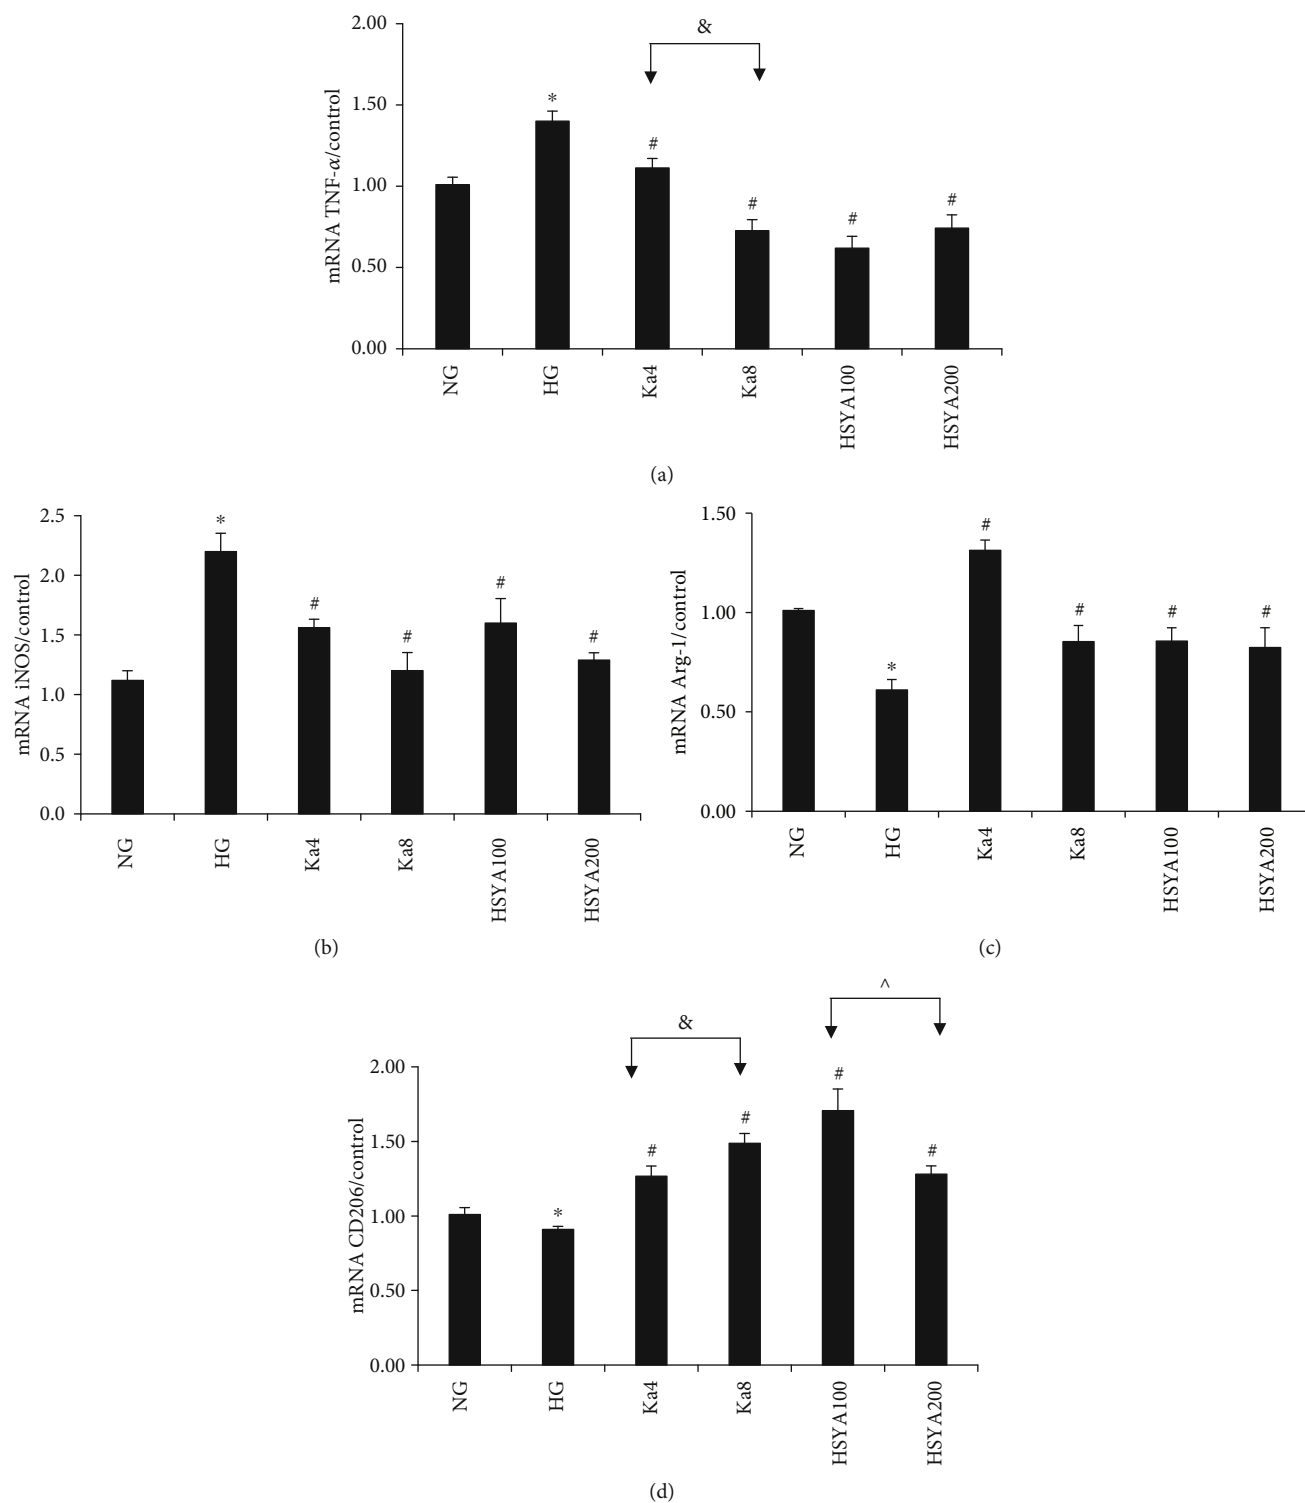 mRNA TNF-α/control
2.00
1.50
1.00
0.50
0.00
&
*
#
#
#
#
NG
HG
Ka4
Ka8
HSYA100
HSYA200
(a)
mRNA iNOS/control
2.5
2.0
1.5
1.0
0.5
0.0
*
#
#
#
#
NG
HG
Ka4
Ka8
HSYA100
HSYA200
(b)
mRNA Arg-1/control
1.50
1.00
0.50
0.00
*
#
#
#
#
NG
HG
Ka4
Ka8
HSYA100
HSYA200
(c)
mRNA CD206/control
2.00
1.50
1.00
0.50
0.00
&
^
*
#
#
#
#
NG
HG
Ka4
Ka8
HSYA100
HSYA200
(d)